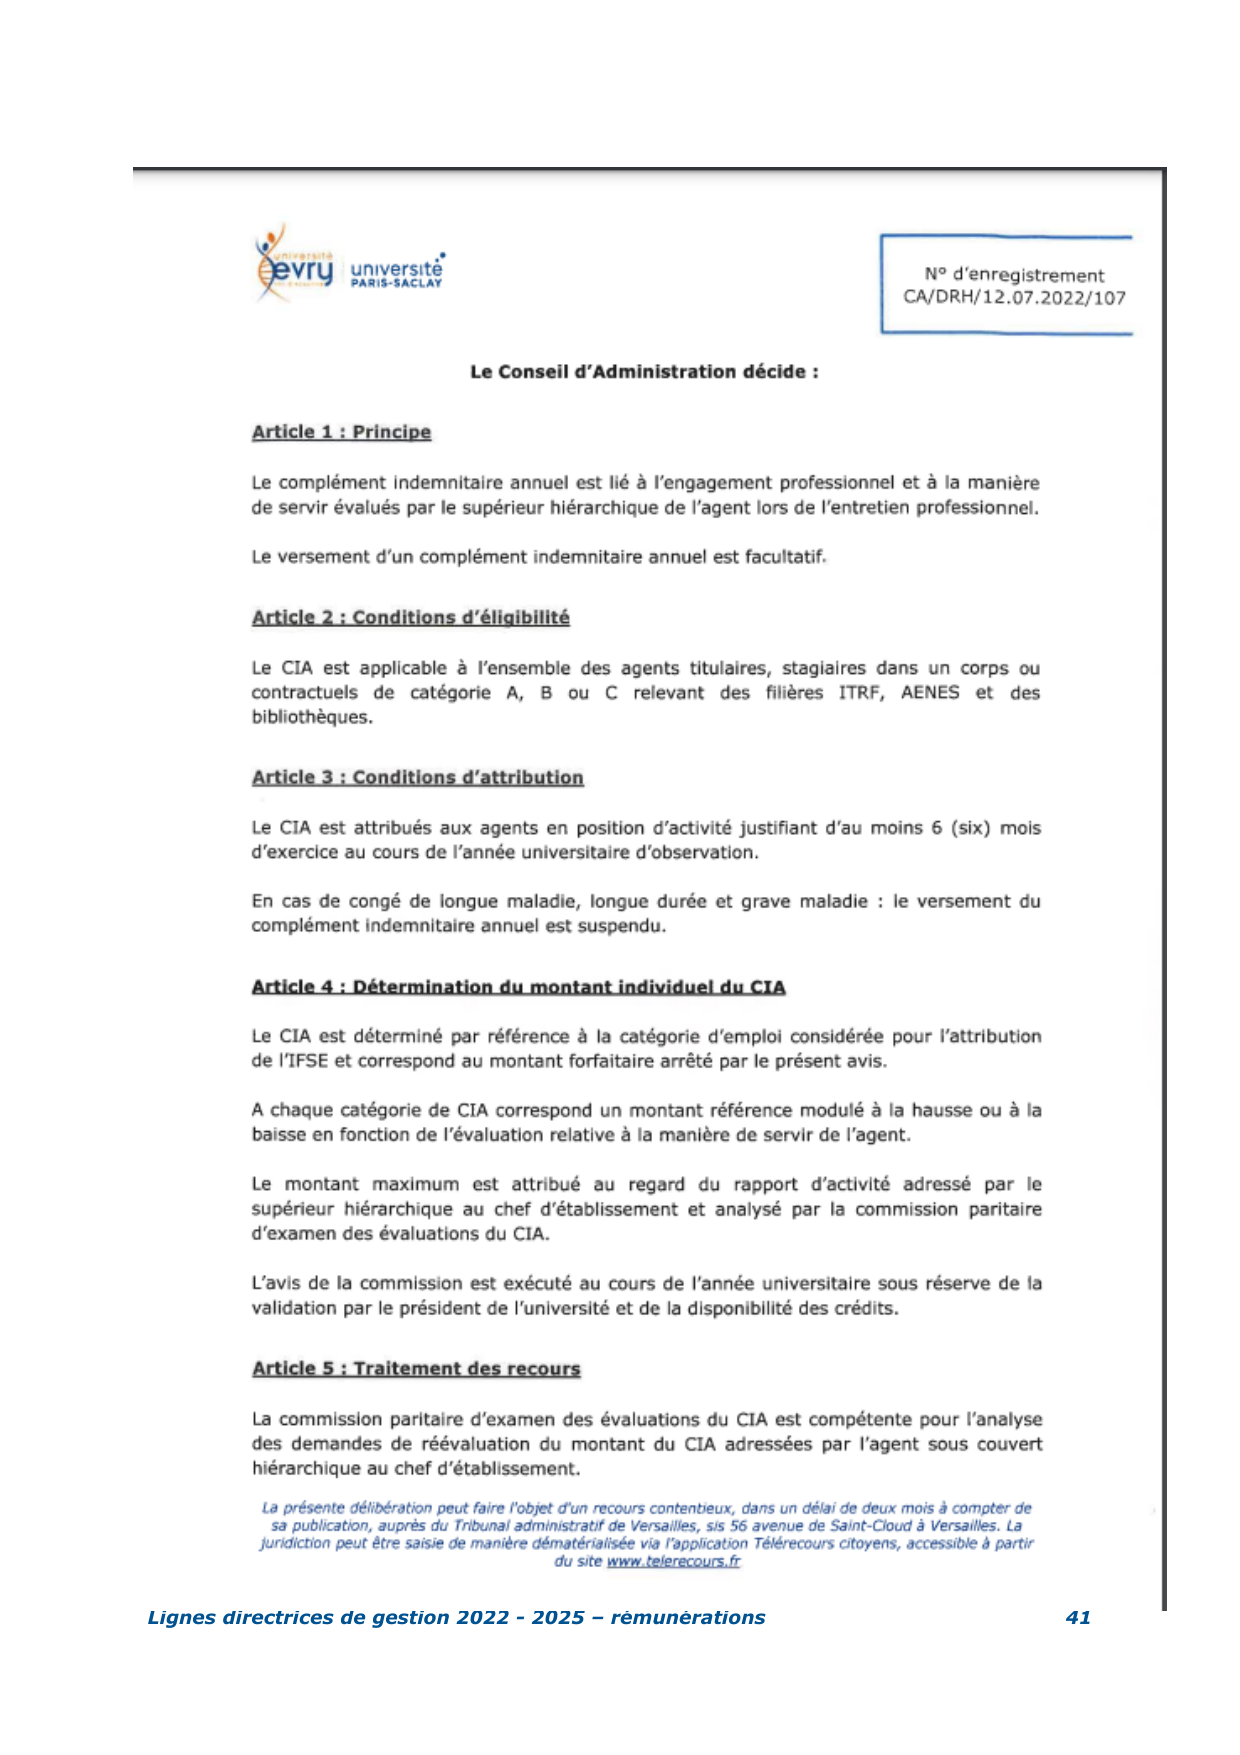 université
evry
université
PARIS-SACLAY
N° d'enregistrement
CA/DRH/12.07.2022/107
Le Conseil d'Administration décide :
Article 1 : Principe
Le complément indemnitaire annuel est lié à l'engagement professionnel et à la manière
de servir évalués par le supérieur hiérarchique de l'agent lors de l'entretien professionnel.
Le versement d'un complément indemnitaire annuel est facultatif.
Article 2 : Conditions d'éligibilité
Le CIA est applicable à l'ensemble des agents titulaires, stagiaires dans un corps ou
contractuels de catégorie A, B ou C relevant des filières ITRF, AENES et des
bibliothèques.
Article 3 : Conditions d'attribution
Le CIA est attribués aux agents en position d'activité justifiant d'au moins 6 (six) mois
d'exercice au cours de l'année universitaire d'observation.
En cas de congé de longue maladie, longue durée et grave maladie : le versement du
complément indemnitaire annuel est suspendu.
Article 4 : Détermination du montant individuel du CIA
Le CIA est déterminé par référence à la catégorie d'emploi considérée pour l'attribution
de l'IFSE et correspond au montant forfaitaire arrêté par le présent avis.
A chaque catégorie de CIA correspond un montant référence modulé à la hausse ou à la
baisse en fonction de l'évaluation relative à la manière de servir de l'agent.
Le montant maximum est attribué au regard du rapport d'activité adressé par le
supérieur hiérarchique au chef d'établissement et analysé par la commission paritaire
d'examen des évaluations du CIA.
L'avis de la commission est exécuté au cours de l'année universitaire sous réserve de la
validation par le président de l'université et de la disponibilité des crédits.
Article 5 : Traitement des recours
La commission paritaire d'examen des évaluations du CIA est compétente pour l'analyse
des demandes de réévaluation du montant du CIA adressées par l'agent sous couvert
hiérarchique au chef d'établissement.
La présente délibération peut faire l'objet d'un recours contentieux, dans un délai de deux mois à compter de
sa publication, auprès du Tribunal administratif de Versailles, sis 56 avenue de Saint-Cloud à Versailles. La
juridiction peut être saisie de manière dématérialisée via l'application Télérecours citoyens, accessible à partir
du site www.telerecours.fr
Lignes directrices de gestion 2022 - 2025 – rémunérations 41